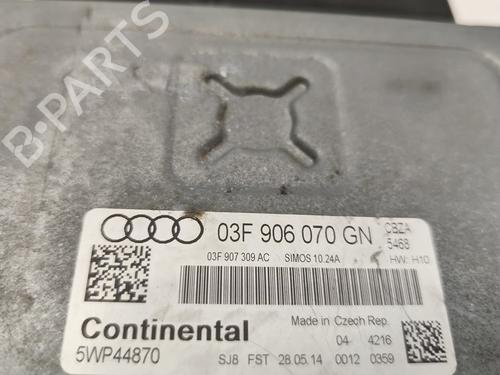 B-PARTS
03F 906 070 GN
CBZA
5468
03F 907 309 AC SIMOS 10.24A HW: H10
Continental
Made in Czech Rep.
5WP44870
04 4216
SJ8 FST 28.05.14 0012 0359